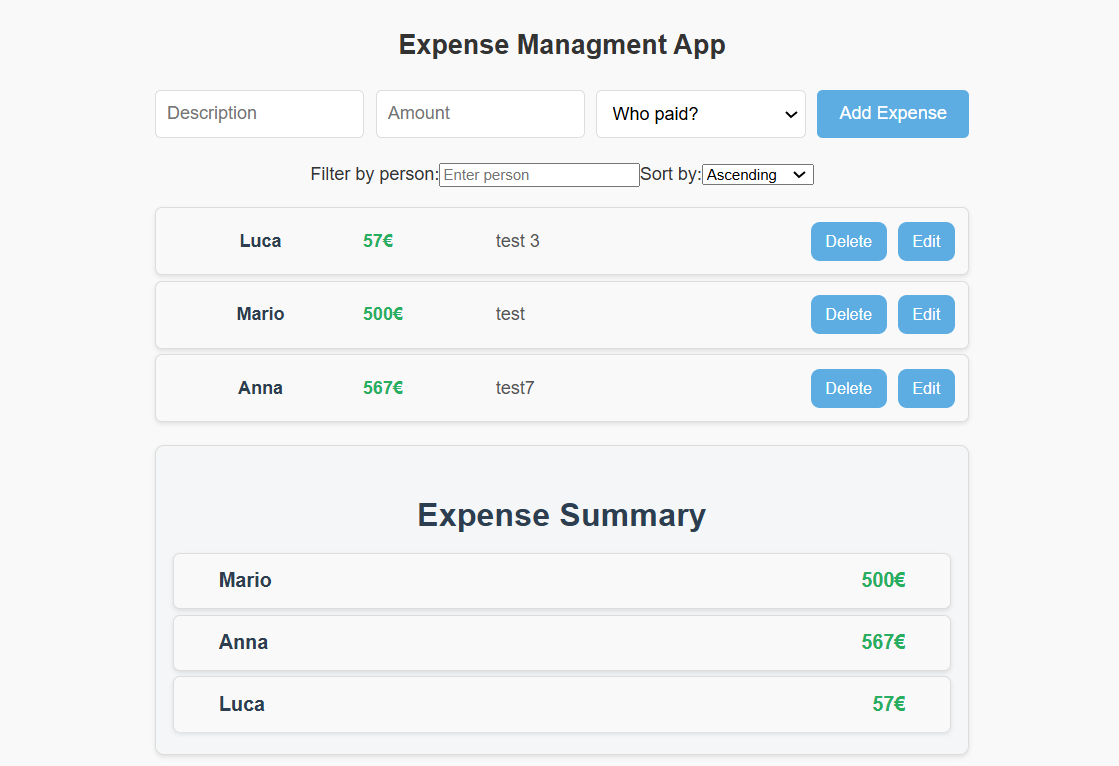 Expense Managment App
Description Amount Who paid? Add Expense
Filter by person: Enter person Sort by: Ascending
Luca 57€ test 3 Delete Edit
Mario 500€ test Delete Edit
Anna 567€ test7 Delete Edit
Expense Summary
Mario 500€
Anna 567€
Luca 57€